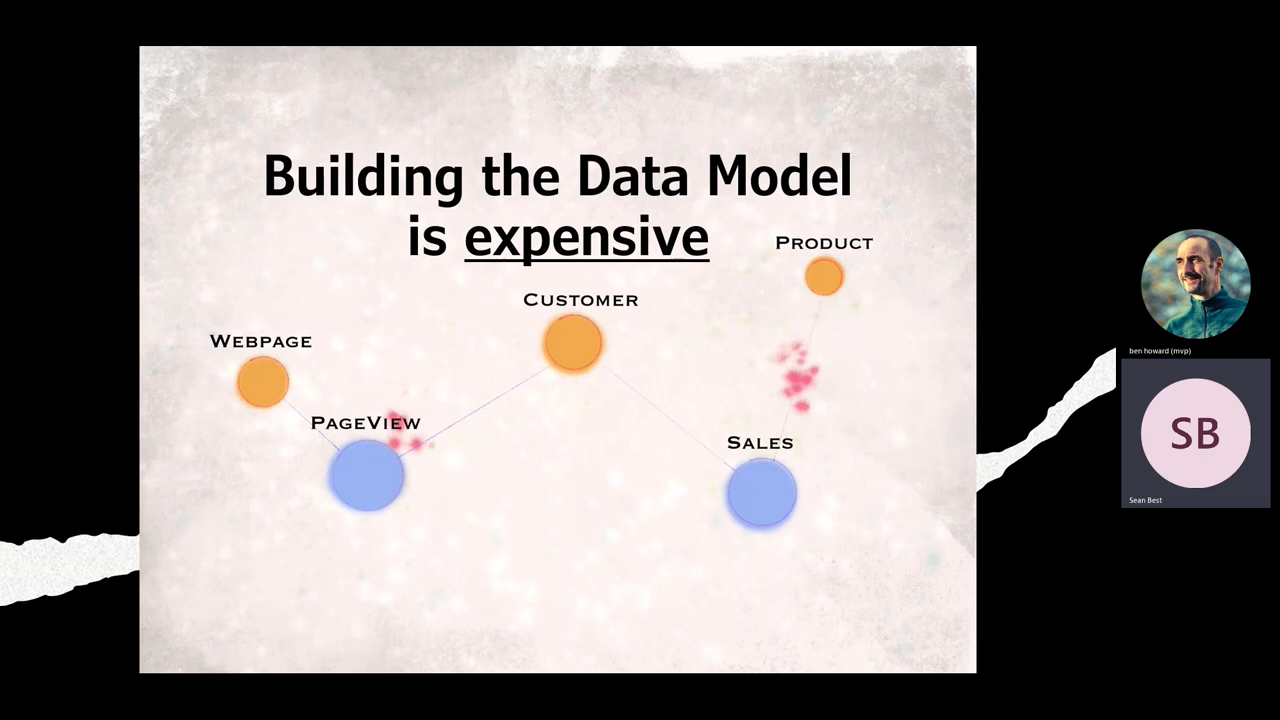 Building the Data Model
is expensive
PRODUCT
CUSTOMER
WEBPAGE
PAGEVIEW
SALES
ben howard (mvp)
SB
Sean Best